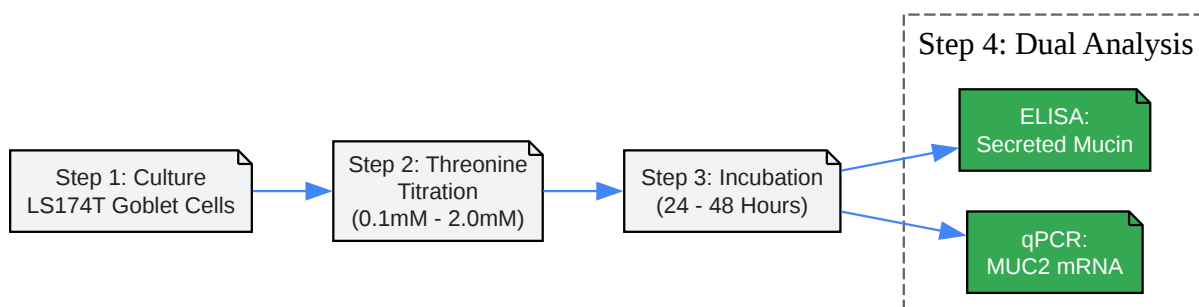 Step 1: Culture
LS174T Goblet Cells
Step 2: Threonine
Titration
(0.1mM - 2.0mM)
Step 3: Incubation
(24 - 48 Hours)
Step 4: Dual Analysis
ELISA:
Secreted Mucin
qPCR:
MUC2 mRNA